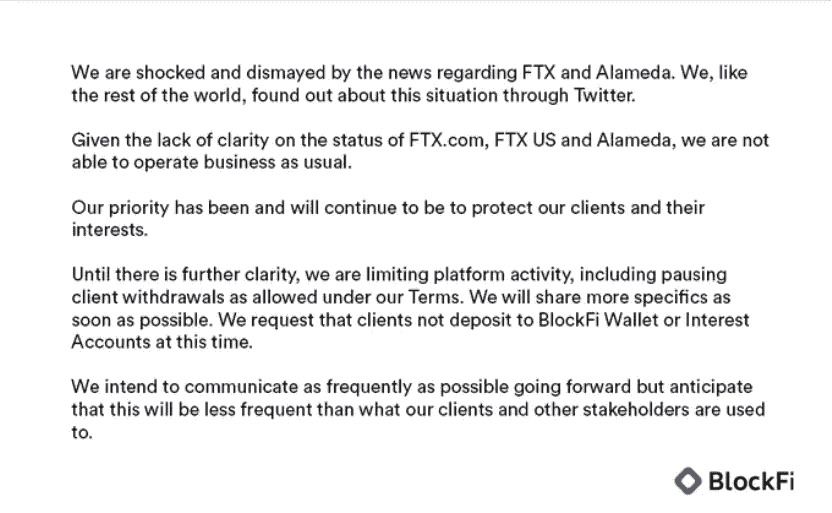 We are shocked and dismayed by the news regarding FTX and Alameda. We, like
the rest of the world, found out about this situation through Twitter.
Given the lack of clarity on the status of FTX.com, FTX US and Alameda, we are not
able to operate business as usual.
Our priority has been and will continue to be to protect our clients and their
interests.
Until there is further clarity, we are limiting platform activity, including pausing
client withdrawals as allowed under our Terms. We will share more specifics as
soon as possible. We request that clients not deposit to BlockFi Wallet or Interest
Accounts at this time.
We intend to communicate as frequently as possible going forward but anticipate
that this will be less frequent than what our clients and other stakeholders are used
to.
BlockFi